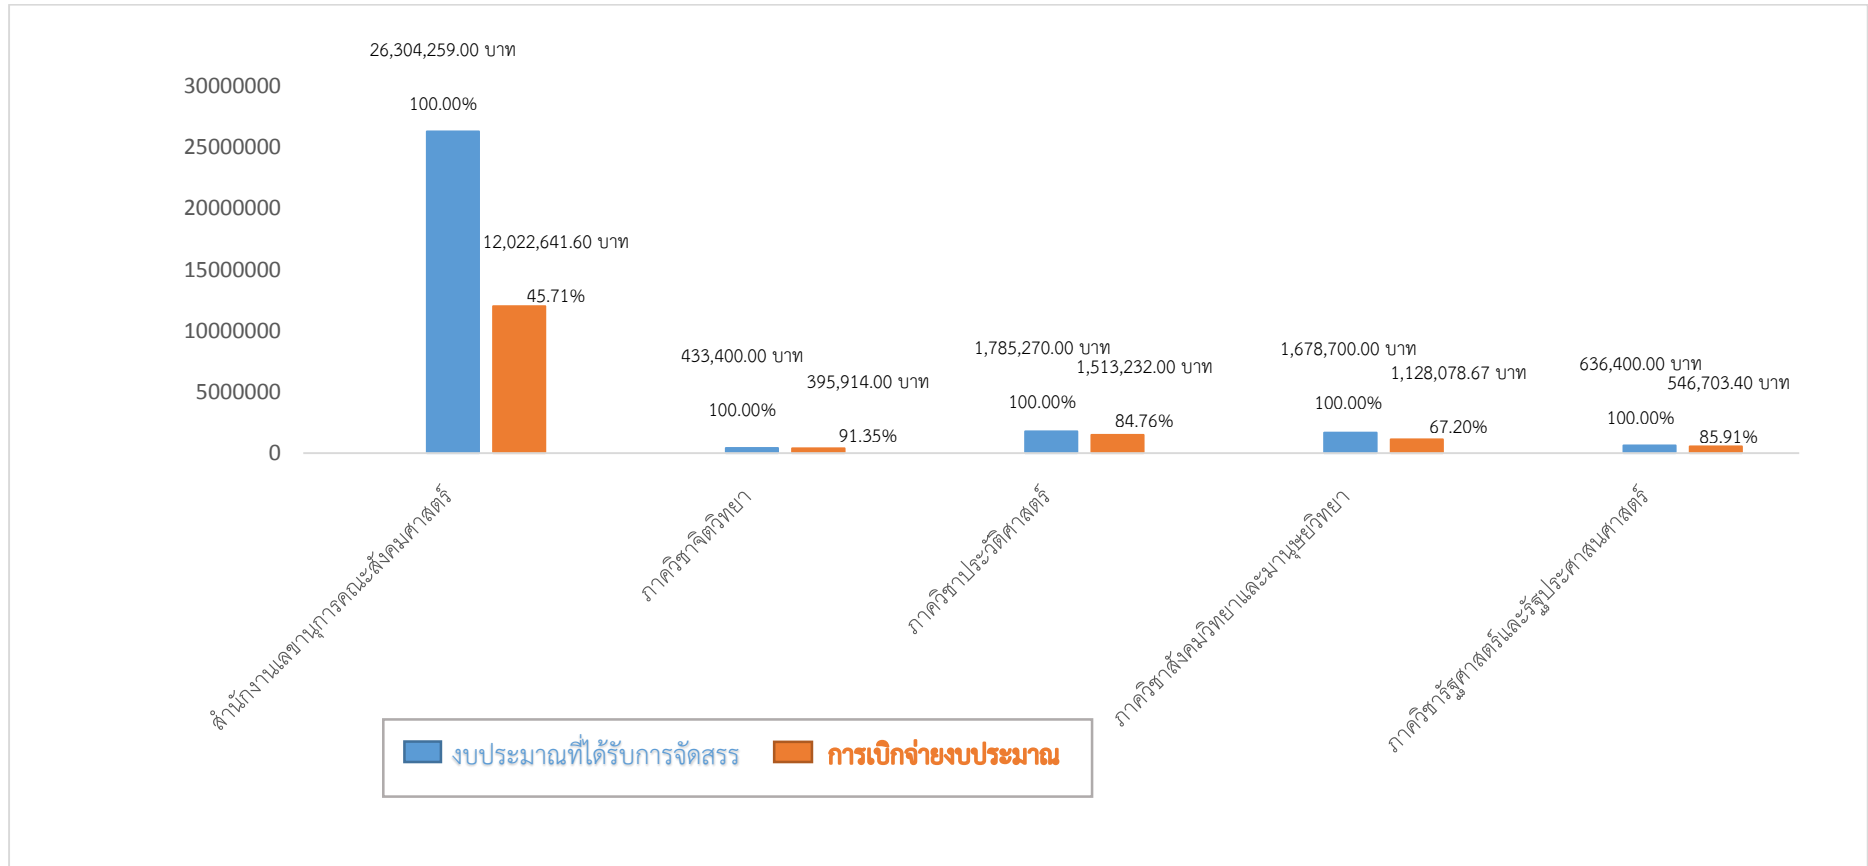 26,304,259.00 บาท
30000000
100.00%
25000000
20000000
12,022,641.60 บาท
15000000
45.71%
10000000
433,400.00 บาท
395,914.00 บาท
1,785,270.00 บาท
1,513,232.00 บาท
1,678,700.00 บาท
1,128,078.67 บาท
636,400.00 บาท
546,703.40 บาท
5000000
100.00%
91.35%
100.00%
84.76%
100.00%
67.20%
100.00%
85.91%
0
สำนักงานเลขานุการคณะสังคมศาสตร์
ภาควิชาจิตวิทยา
ภาควิชาประวัติศาสตร์
ภาควิชาสังคมวิทยาและมานุษยวิทยา
ภาควิชารัฐศาสตร์และรัฐประศาสนศาสตร์
งบประมาณที่ได้รับการจัดสรร
การเบิกจ่ายงบประมาณ